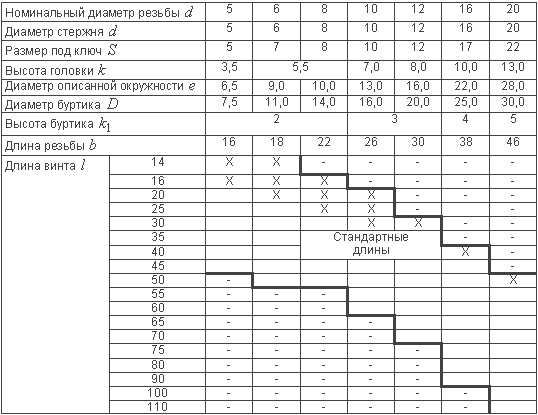 Номинальный диаметр резьбы d 5 6 8 10 12 16 20
Диаметр стержня d 5 6 8 10 12 16 20
Размер под ключ S 5 7 8 10 12 17 22
Высота головки k 3,5 5,5 7,0 8,0 10,0 13,0
Диаметр описанной окружности e 6,5 9,0 10,0 13,0 16,0 22,0 28,0
Диаметр буртика D 7,5 11,0 14,0 16,0 20,0 25,0 30,0
Высота буртика k1 2 3 4 5
Длина резьбы b 16 18 22 26 30 38 46
Длина винта l 14 X X - - - - -
16 X X X - - - -
20 X X X - - -
25 X X - - -
30 X X - -
35 - -
Стандартные
длины
40 X -
45 -
50 - X
55 - - -
60 - - -
65 - - - -
70 - - - -
75 - - - - -
80 - - - - -
90 - - - - -
100 - - - - - -
110 - - - - - -